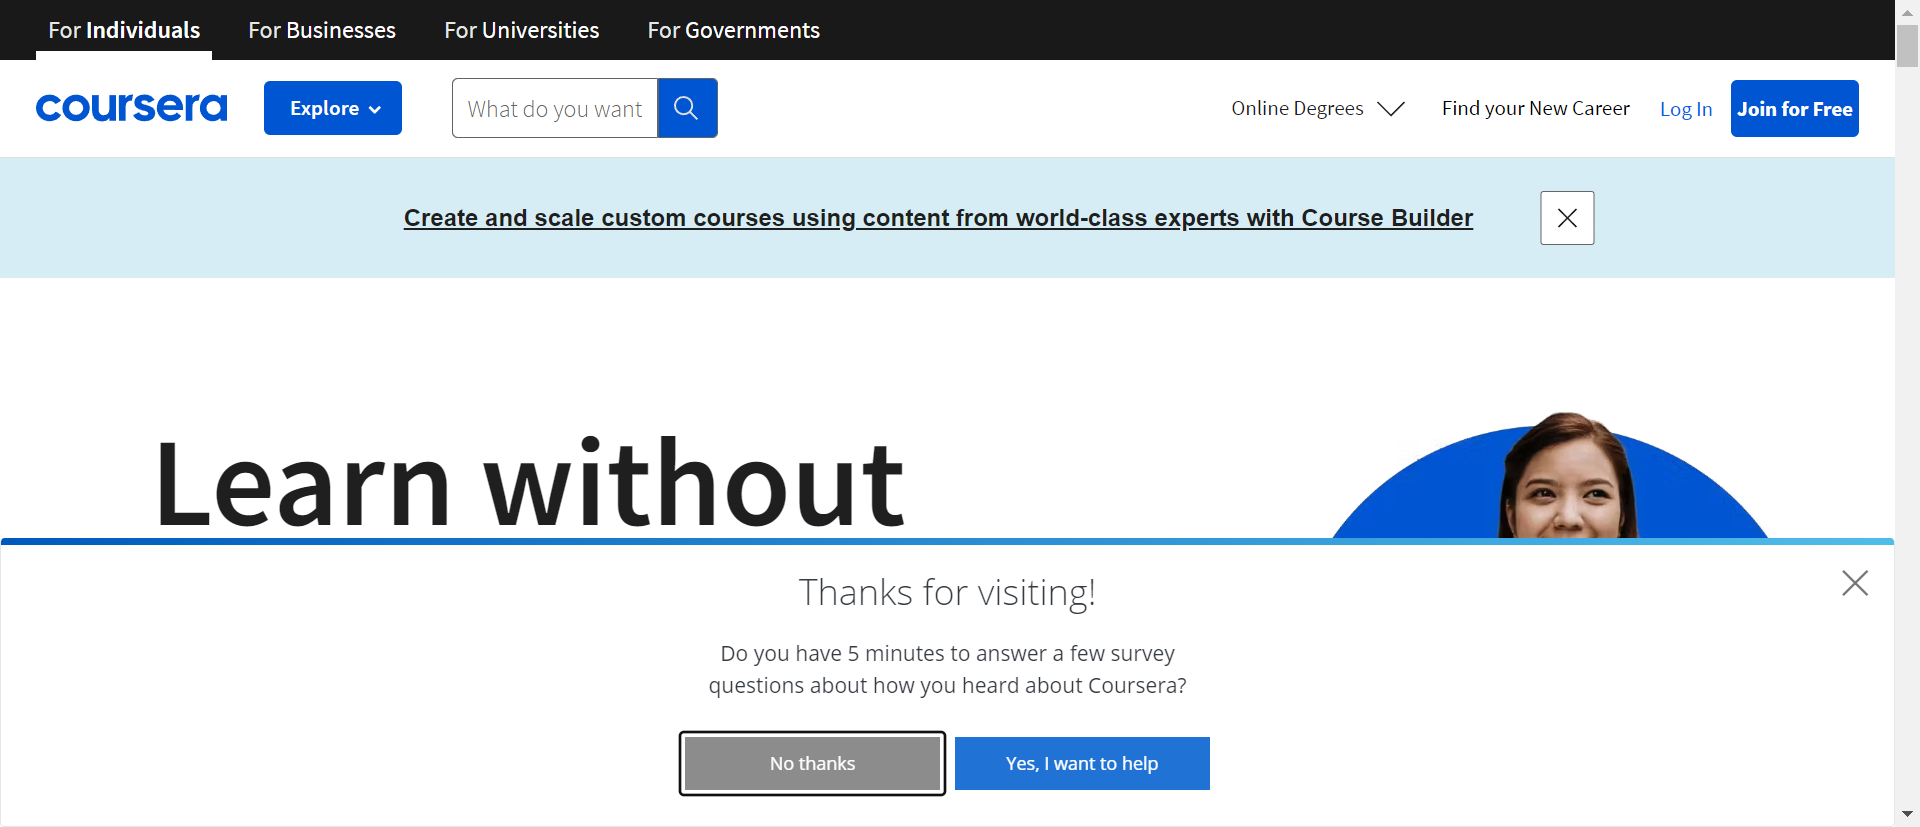 For Individuals
For Businesses
For Universities
For Governments
coursera
Explore
What do you want
Online Degrees
Find your New Career
Log In
Join for Free
Create and scale custom courses using content from world-class experts with Course Builder
Learn without
Thanks for visiting!
Do you have 5 minutes to answer a few survey
questions about how you heard about Coursera?
No thanks
Yes, I want to help